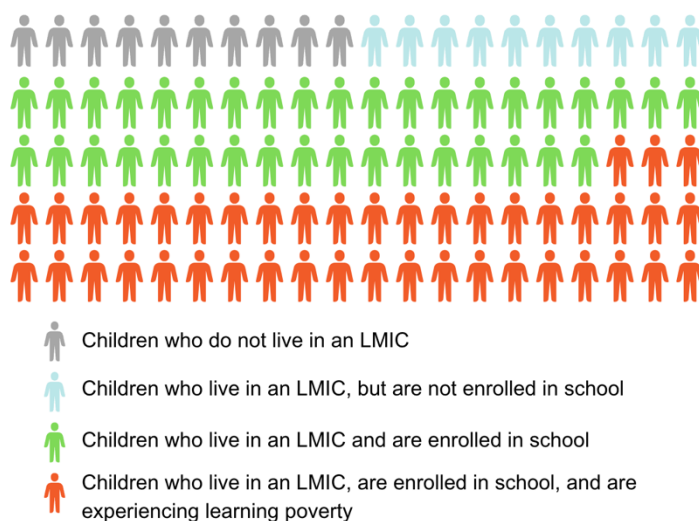 Children who do not live in an LMIC
Children who live in an LMIC, but are not enrolled in school
Children who live in an LMIC and are enrolled in school
Children who live in an LMIC, are enrolled in school, and are
experiencing learning poverty